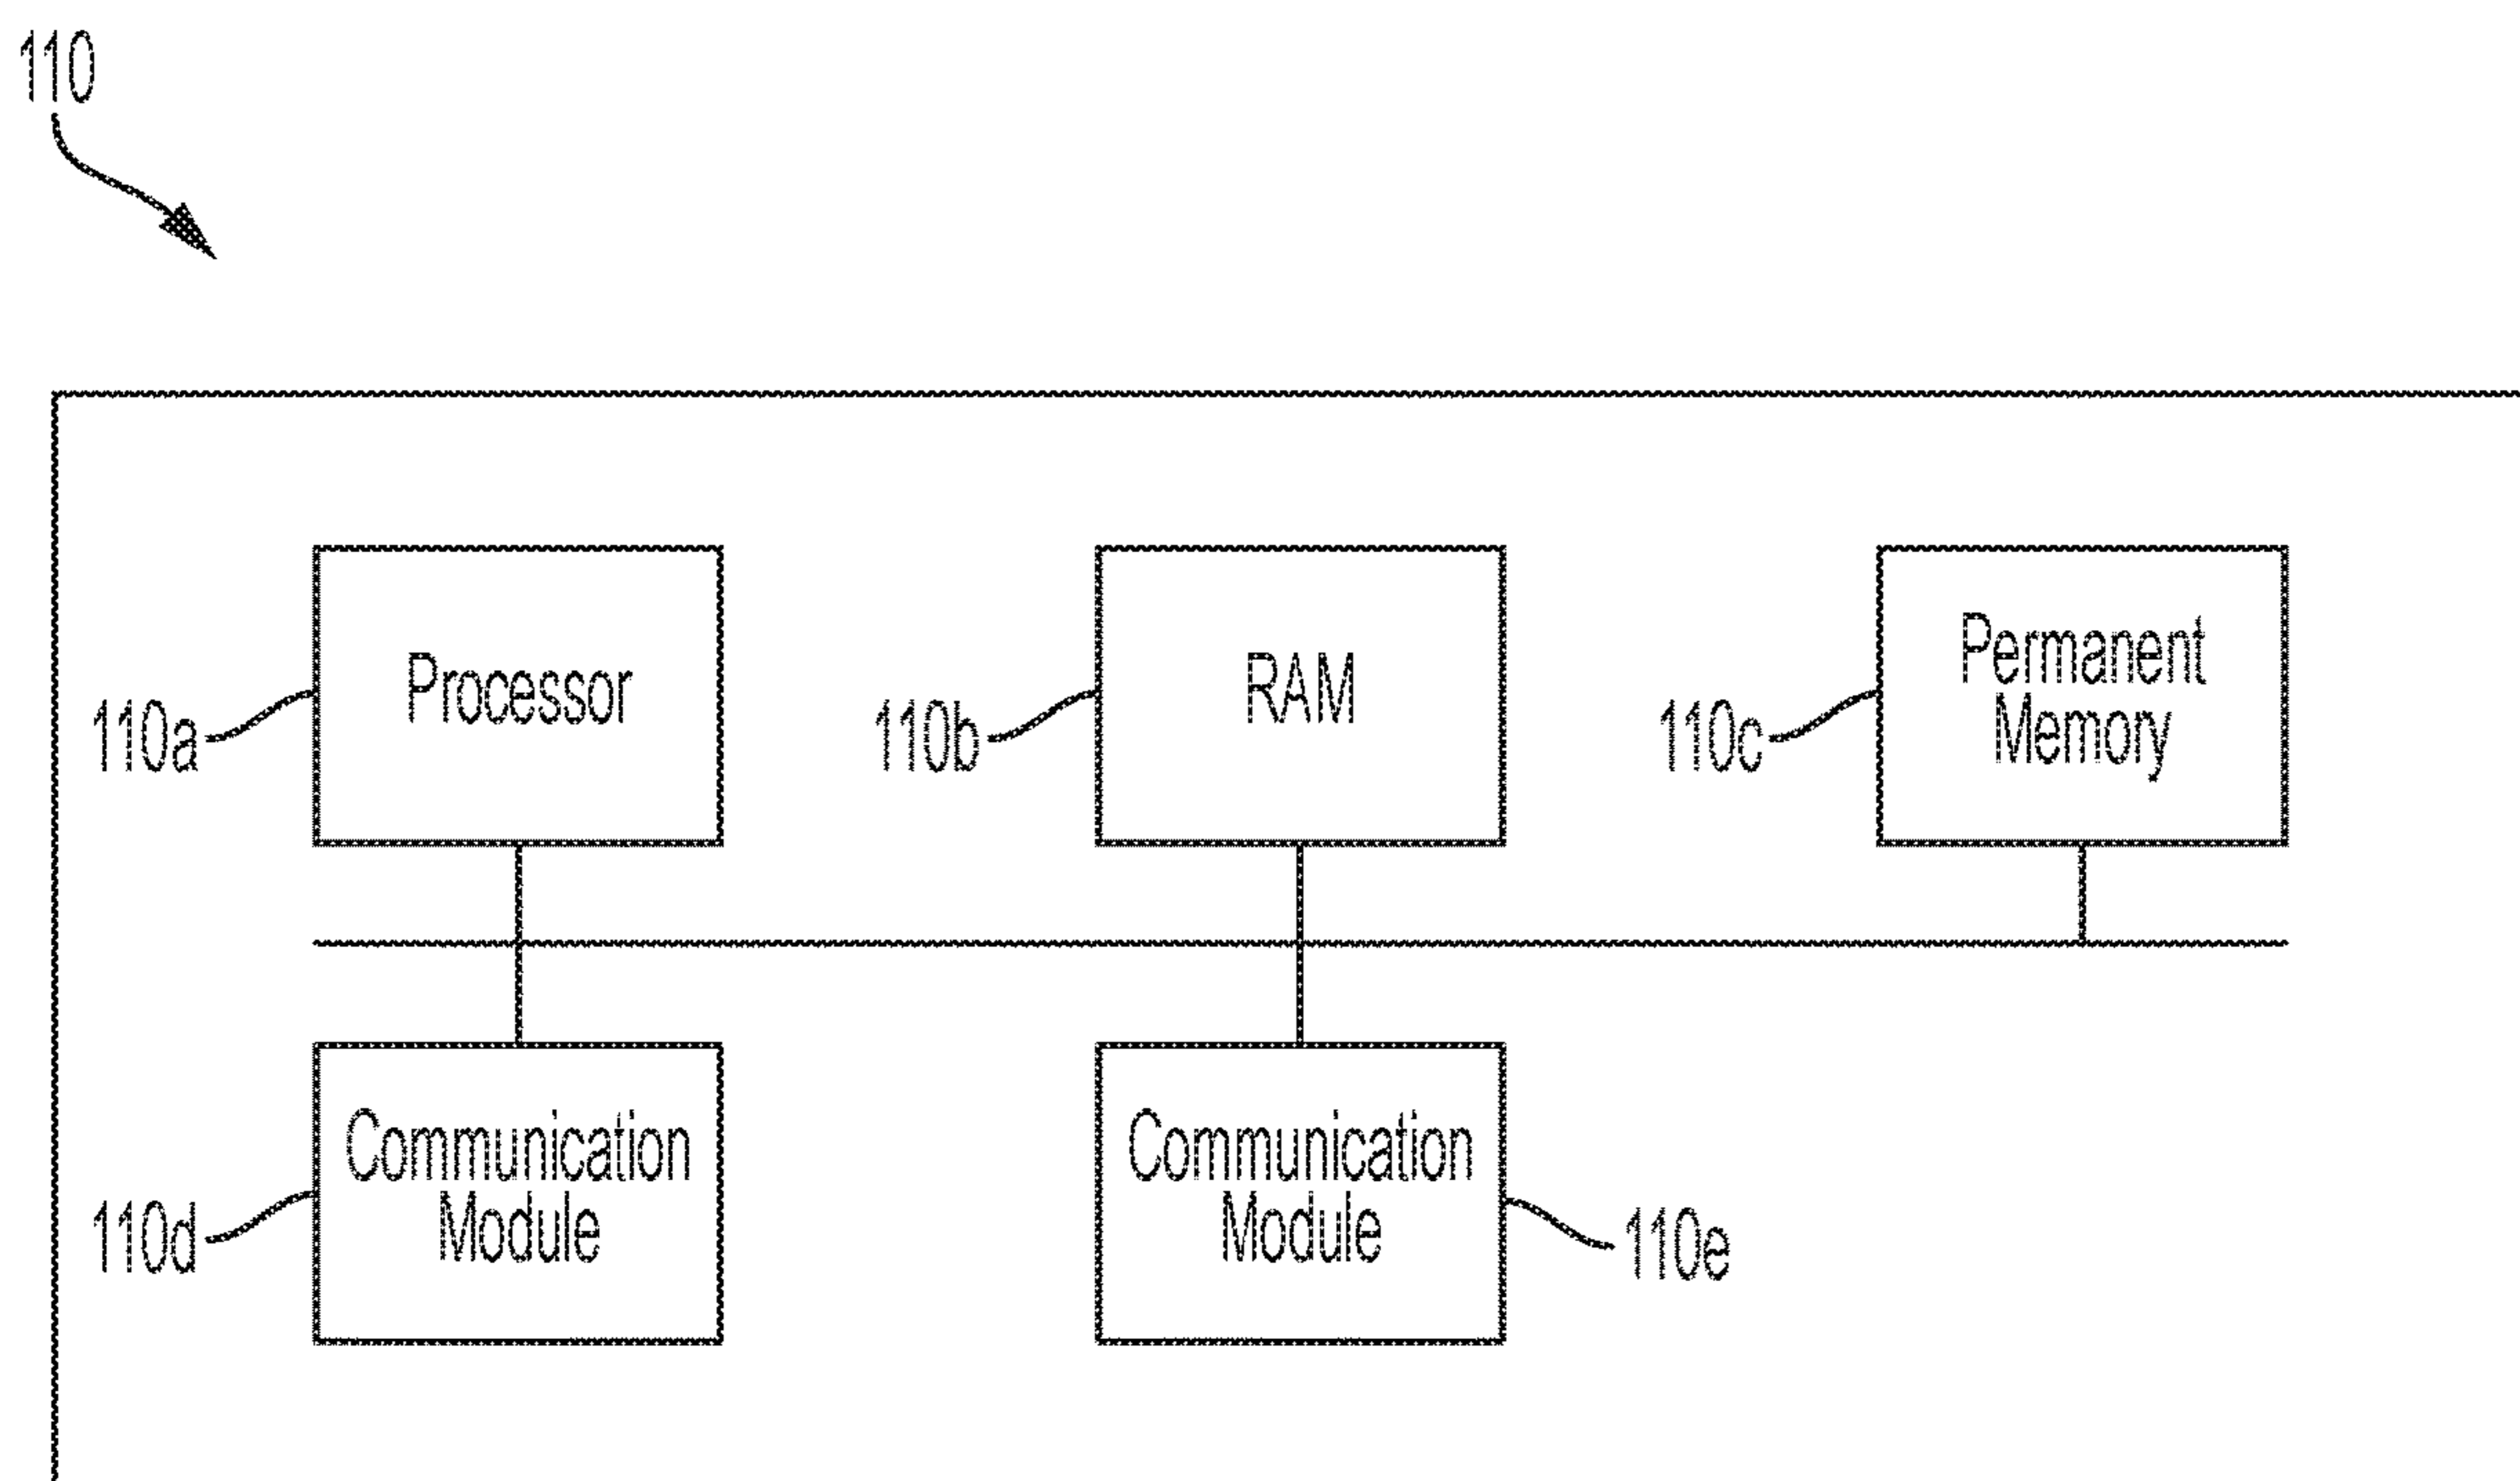 110
Processor
RAM
Permanent
Memory
110a
110b
110c
Communication
Module
Communication
Module
110d
110e